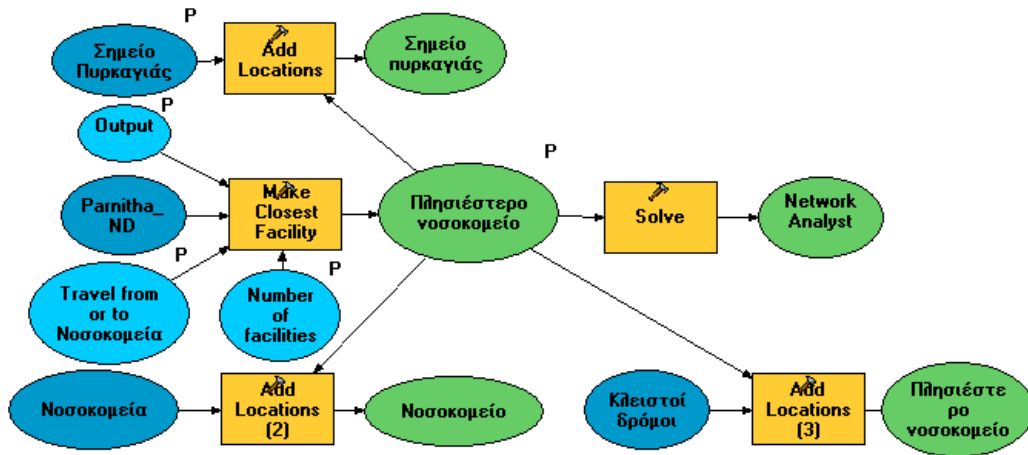 P
Σημείο
Πυρκαγιάς
Add
Locations
Σημείο
πυρκαγιάς
P
Output
Parnitha_
ND
Make
Closest
Facility
Πλησιέστερο
νοσοκομείο
P
Solve
Network
Analyst
P
Travel from
or to
Νοσοκομεία
P
Number
of
facilities
Νοσοκομεία
Add
Locations
(2)
Νοσοκομείο
Κλειστοί
δρόμοι
Add
Locations
(3)
Πλησιέστε
ρο
νοσοκομείο